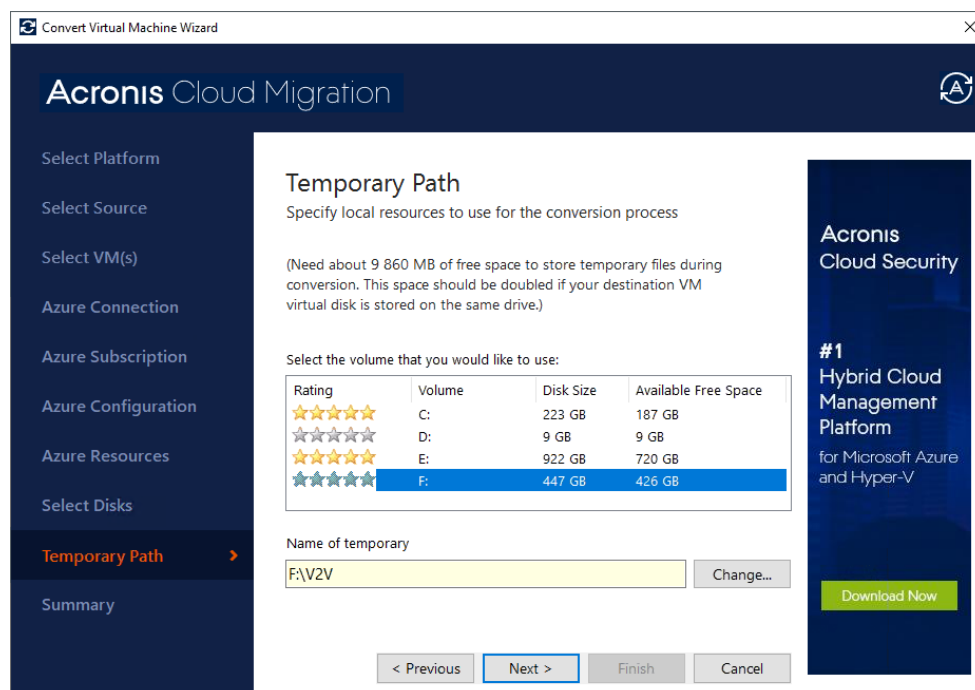 Convert Virtual Machine Wizard
Acronis Cloud Migration
Select Platform
Select Source
Select VM(s)
Azure Connection
Azure Subscription
Azure Configuration
Azure Resources
Select Disks
Temporary Path
Summary
Temporary Path
Specify local resources to use for the conversion process
(Need about 9 860 MB of free space to store temporary files during
conversion. This space should be doubled if your destination VM
virtual disk is stored on the same drive.)
Select the volume that you would like to use:
Rating Volume Disk Size Available Free Space
C: 223 GB 187 GB
D: 9 GB 9 GB
E: 922 GB 720 GB
F: 447 GB 426 GB
Name of temporary
F:\V2V
Change...
< Previous
Next >
Finish
Cancel
Acronis
Cloud Security
#1
Hybrid Cloud
Management
Platform
for Microsoft Azure
and Hyper-V
Download Now